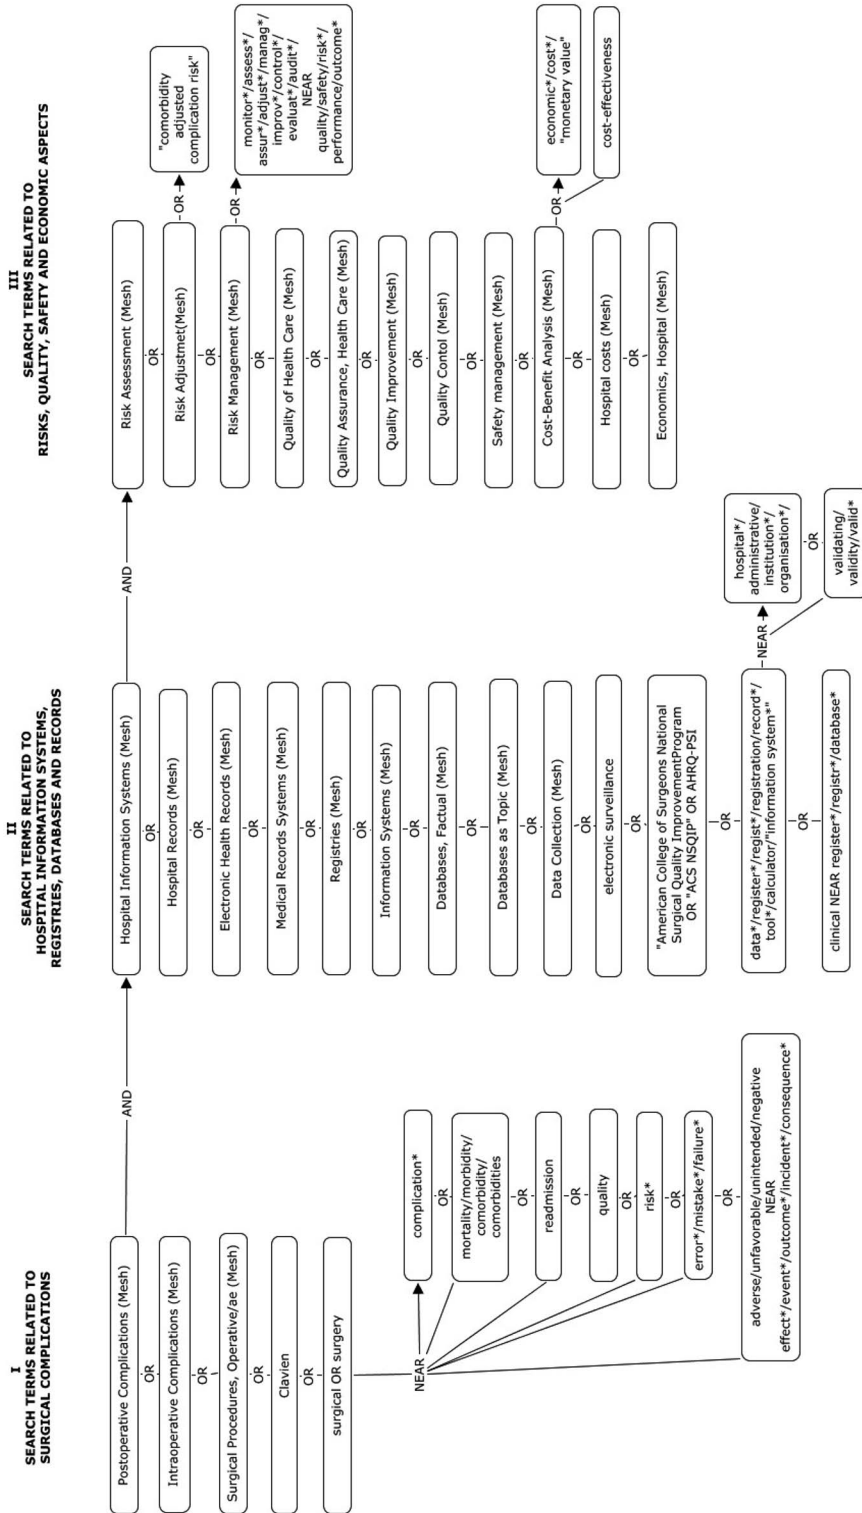 I
SEARCH TERMS RELATED TO
SURGICAL COMPLICATIONS
Postoperative Complications (Mesh)
OR
Intraoperative Complications (Mesh)
OR
Surgical Procedures, Operative/ae (Mesh)
OR
Clavien
OR
surgical OR surgery
NEAR
complication*
OR
mortality/morbidity/
comorbidity/
comorbidities
OR
readmission
OR
quality
OR
risk*
OR
error*/mistake*/failure*
OR
adverse/unfavorable/unintended/negative
NEAR
effect*/event*/outcome*/incident*/consequence*
AND
II
SEARCH TERMS RELATED TO
HOSPITAL INFORMATION SYSTEMS,
REGISTRIES, DATABASES AND RECORDS
Hospital Information Systems (Mesh)
OR
Hospital Records (Mesh)
OR
Electronic Health Records (Mesh)
OR
Medical Records Systems (Mesh)
OR
Registries (Mesh)
OR
Information Systems (Mesh)
OR
Databases, Factual (Mesh)
OR
Databases as Topic (Mesh)
OR
Data Collection (Mesh)
OR
electronic surveillance
OR
"American College of Surgeons National
Surgical Quality ImprovementProgram
OR "ACS NSQIP" OR AHRQ-PSI
OR
data*/register*/regist*/registration/record*/
tool*/calculator/"information system*"
NEAR
hospital*/
administrative/
institution*/
organisation*/
OR
validating/
validity/valid*
OR
clinical NEAR register*/registr*/database*
AND
III
SEARCH TERMS RELATED TO
RISKS, QUALITY, SAFETY AND ECONOMIC ASPECTS
Risk Assessment (Mesh)
OR
Risk Adjustmet(Mesh)
OR
"comorbidity
adjusted
complication risk"
OR
Risk Management (Mesh)
OR
monitor*/assess*/
assur*/adjust*/manag*/
improv*/control*/
evaluat*/audit*/
NEAR
quality/safety/risk*/
performance/outcome*
OR
Quality of Health Care (Mesh)
OR
Quality Assurance, Health Care (Mesh)
OR
Quality Improvement (Mesh)
OR
Quality Contol (Mesh)
OR
Safety management (Mesh)
OR
Cost-Benefit Analysis (Mesh)
OR
economic*/cost*/
"monetary value"
cost-effectiveness
OR
Hospital costs (Mesh)
OR
Economics, Hospital (Mesh)